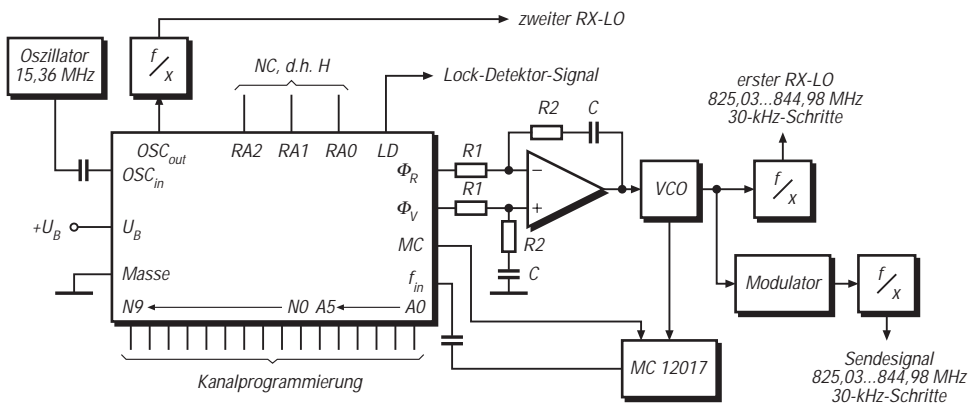 zweiter RX-LO
Oszillator
15,36 MHz
f/x
NC, d.h. H
Lock-Detektor-Signal
erster RX-LO
825,03...844,98 MHz
30-kHz-Schritte
OSCout
RA2
RA1
RA0
LD
OSCin
ΦR
R1
R2
C
−
+
VCO
f/x
ΦV
R1
+UB
UB
MC
R2
C
Masse
fin
Modulator
f/x
N9
N0
A5
A0
MC 12017
Kanalprogrammierung
Sendesignal
825,03...844,98 MHz
30-kHz-Schritte